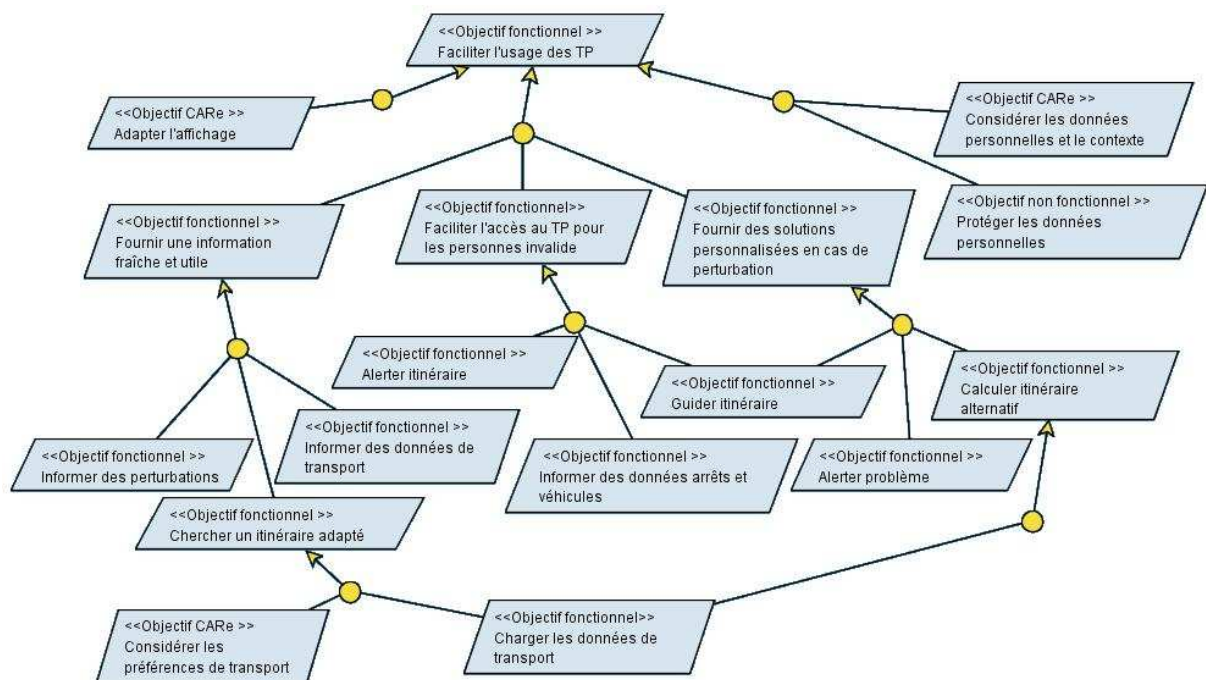 <<Objectif fonctionnel >>
Faciliter l'usage des TP
<<Objectif CARe >>
Adapter l'affichage
<<Objectif CARe >>
Considérer les données
personnelles et le contexte
<<Objectif non fonctionnel >>
Protéger les données
personnelles
<<Objectif fonctionnel >>
Fournir une information
fraîche et utile
<<Objectif fonctionnel>>
Faciliter l'accès au TP pour
les personnes invalide
<<Objectif fonctionnel >>
Fournir des solutions
personnalisées en cas de
perturbation
<<Objectif fonctionnel >>
Alerter itinéraire
<<Objectif fonctionnel >>
Guider itinéraire
<<Objectif fonctionnel >>
Calculer itinéraire
alternatif
<<Objectif fonctionnel >>
Informer des perturbations
<<Objectif fonctionnel >>
Informer des données de
transport
<<Objectif fonctionnel >>
Informer des données arrêts et
véhicules
<<Objectif fonctionnel >>
Alerter problème
<<Objectif fonctionnel >>
Chercher un itinéraire adapté
<<Objectif CARe >>
Considérer les
préférences de transport
<<Objectif fonctionnel>>
Charger les données de
transport